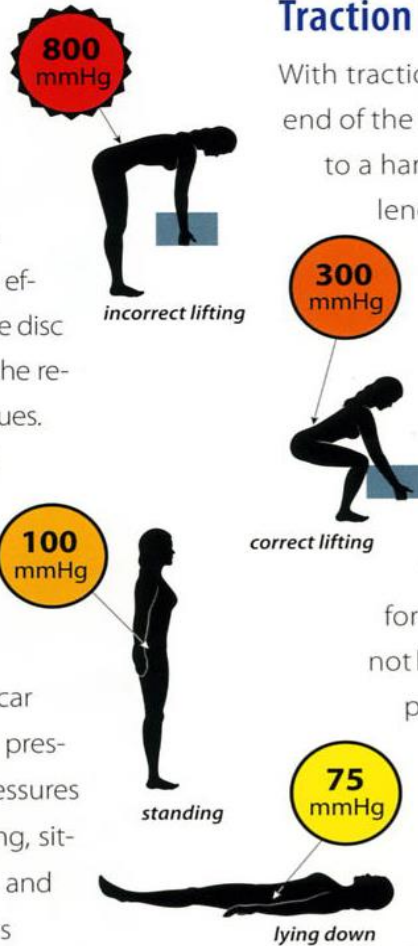 Traction
800
mmHg
With tractio
end of the
to a har
len
ef-
incorrect lifting
e disc
he re-
ues.
300
mmHg
100
mmHg
correct lifting
for
not
p
car
pres-
essures
ng, sit-
and
s
standing
75
mmHg
lying down